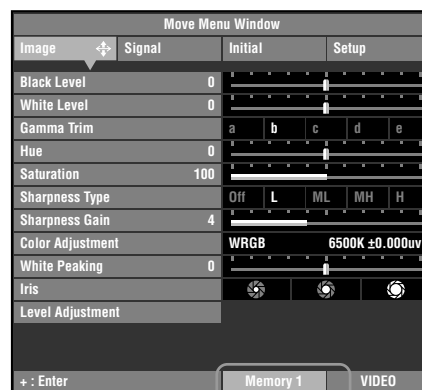 Move Menu Window
Image Signal Initial Setup
Black Level 0
White Level 0
Gamma Trim a b c d e
Hue 0
Saturation 100
Sharpness Type Off L ML MH H
Sharpness Gain 4
Color Adjustment WRGB 6500K ±0.000uv
White Peaking 0
Iris
Level Adjustment
+ : Enter Memory 1 VIDEO